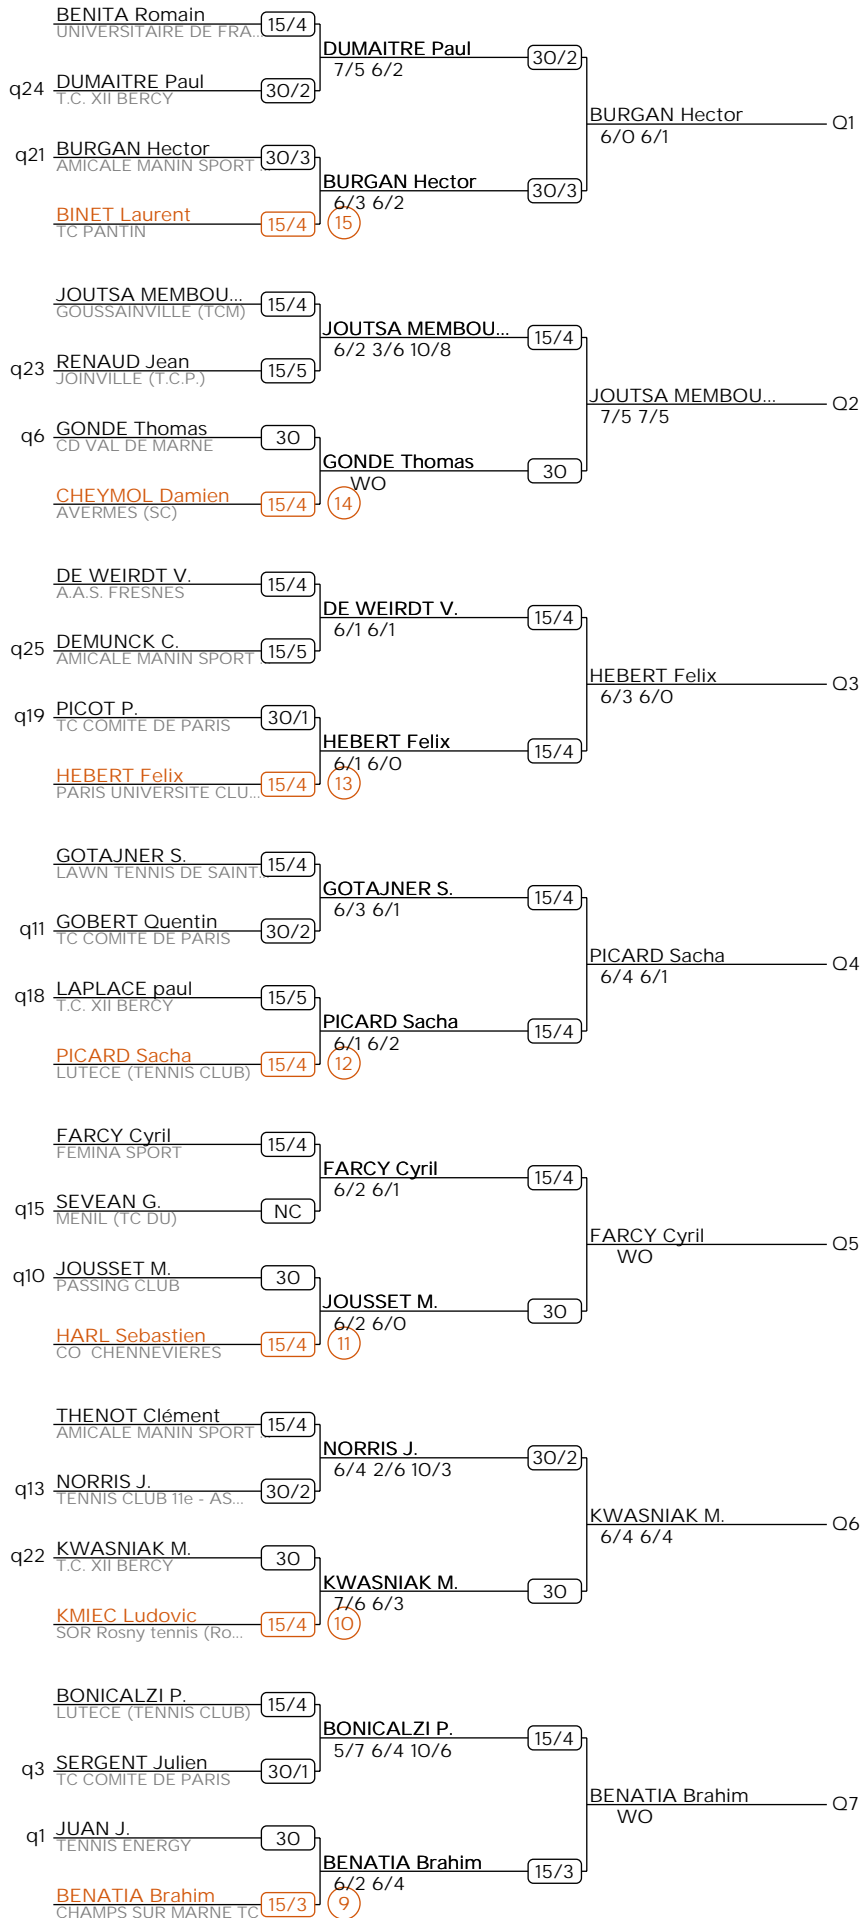 BENITA Romain
UNIVERSITAIRE DE FRA...
15/4
DUMAITRE Paul
7/5 6/2
30/2
q24
DUMAITRE Paul
T.C. XII BERCY
30/2
BURGAN Hector
6/0 6/1
Q1
q21
BURGAN Hector
AMICALE MANIN SPORT ...
30/3
BURGAN Hector
6/3 6/2
30/3
BINET Laurent
TC PANTIN
15/4
15
JOUTSA MEMBOU...
GOUSSAINVILLE (TCM)
15/4
JOUTSA MEMBOU...
6/2 3/6 10/8
15/4
q23
RENAUD Jean
JOINVILLE (T.C.P.)
15/5
JOUTSA MEMBOU...
7/5 7/5
Q2
q6
GONDE Thomas
CD VAL DE MARNE
30
GONDE Thomas
WO
30
CHEYMOL Damien
AVERMES (SC)
15/4
14
DE WEIRDT V.
A.A.S. FRESNES
15/4
DE WEIRDT V.
6/1 6/1
15/4
q25
DEMUNCK C.
AMICALE MANIN SPORT ...
15/5
HEBERT Felix
6/3 6/0
Q3
q19
PICOT P.
TC COMITE DE PARIS
30/1
HEBERT Felix
6/1 6/0
15/4
HEBERT Felix
PARIS UNIVERSITE CLU...
15/4
13
GOTAJNER S.
LAWN TENNIS DE SAINT...
15/4
GOTAJNER S.
6/3 6/1
15/4
q11
GOBERT Quentin
TC COMITE DE PARIS
30/2
PICARD Sacha
6/4 6/1
Q4
q18
LAPLACE paul
T.C. XII BERCY
15/5
PICARD Sacha
6/1 6/2
15/4
PICARD Sacha
LUTECE (TENNIS CLUB)
15/4
12
FARCY Cyril
FEMINA SPORT
15/4
FARCY Cyril
6/2 6/1
15/4
q15
SEVEAN G.
MENIL (TC DU)
NC
FARCY Cyril
WO
Q5
q10
JOUSSET M.
PASSING CLUB
30
JOUSSET M.
6/2 6/0
30
HARL Sebastien
CO  CHENNEVIERES
15/4
11
THENOT Clément
AMICALE MANIN SPORT ...
15/4
NORRIS J.
6/4 2/6 10/3
30/2
q13
NORRIS J.
TENNIS CLUB 11e - AS...
30/2
KWASNIAK M.
6/4 6/4
Q6
q22
KWASNIAK M.
T.C. XII BERCY
30
KWASNIAK M.
7/6 6/3
30
KMIEC Ludovic
SOR Rosny tennis (Ro...
15/4
10
BONICALZI P.
LUTECE (TENNIS CLUB)
15/4
BONICALZI P.
5/7 6/4 10/6
15/4
q3
SERGENT Julien
TC COMITE DE PARIS
30/1
BENATIA Brahim
WO
Q7
q1
JUAN J.
TENNIS ENERGY
30
BENATIA Brahim
6/2 6/4
15/3
BENATIA Brahim
CHAMPS SUR MARNE TC
15/3
9